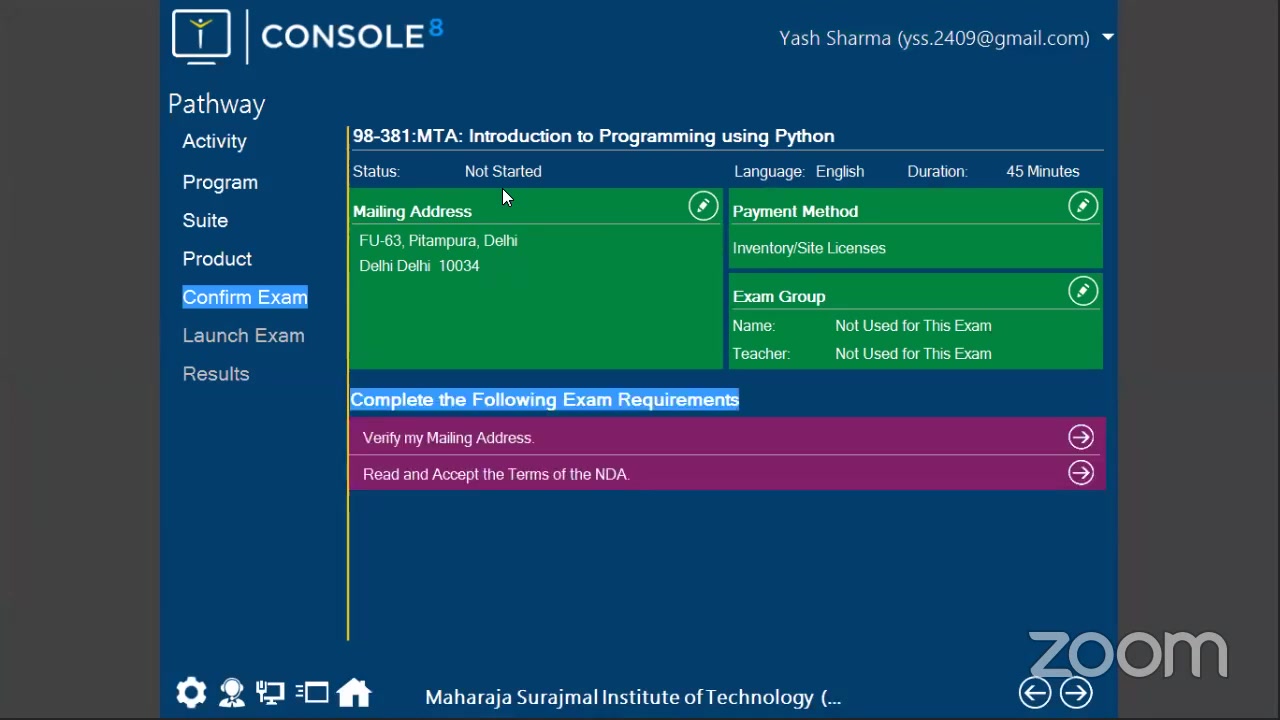 CONSOLE 8
Yash Sharma (yss.2409@gmail.com)
Pathway
Activity
Program
Suite
Product
Confirm Exam
Launch Exam
Results
98-381:MTA: Introduction to Programming using Python
Status: Not Started Language: English Duration: 45 Minutes
Mailing Address
FU-63, Pitampura, Delhi
Delhi Delhi 10034
Payment Method
Inventory/Site Licenses
Exam Group
Name: Not Used for This Exam
Teacher: Not Used for This Exam
Complete the Following Exam Requirements
Verify my Mailing Address.
Read and Accept the Terms of the NDA.
Maharaja Surajmal Institute of Technology (...
zoom